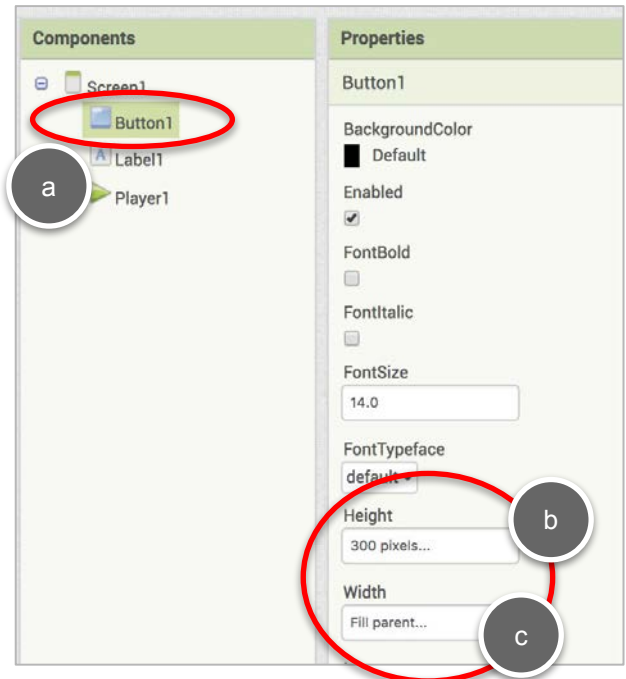 Components
Screen1
Button1
A Label1
Player1
a
Properties
Button1
BackgroundColor
Default
Enabled
FontBold
FontItalic
FontSize
14.0
FontTypeface
default
Height
300 pixels...
b
Width
Fill parent...
c